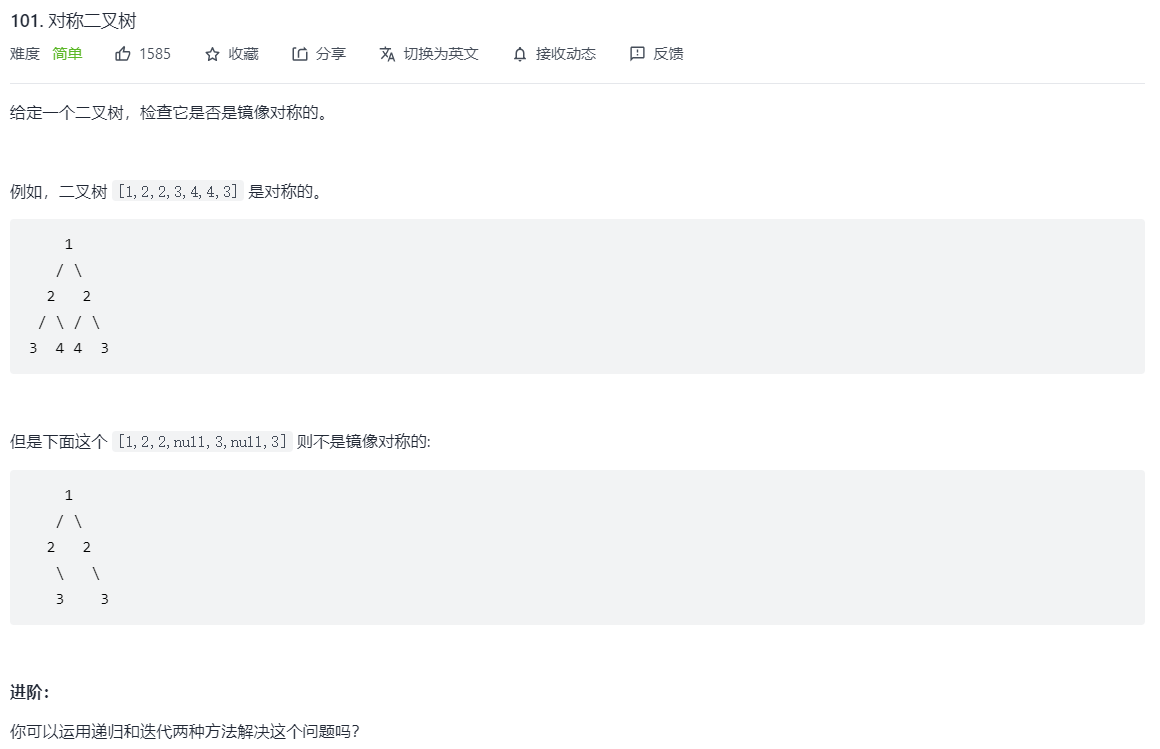 101. 对称二叉树
难度 简单 1585 收藏 分享 切换为英文 接收动态 反馈
给定一个二叉树，检查它是否是镜像对称的。
例如，二叉树 [1,2,2,3,4,4,3] 是对称的。
    1
   / \
  2   2
 / \ / \
3  4 4  3
但是下面这个 [1,2,2,null,3,null,3] 则不是镜像对称的:
    1
   / \
  2   2
   \   \
   3    3
进阶：
你可以运用递归和迭代两种方法解决这个问题吗？